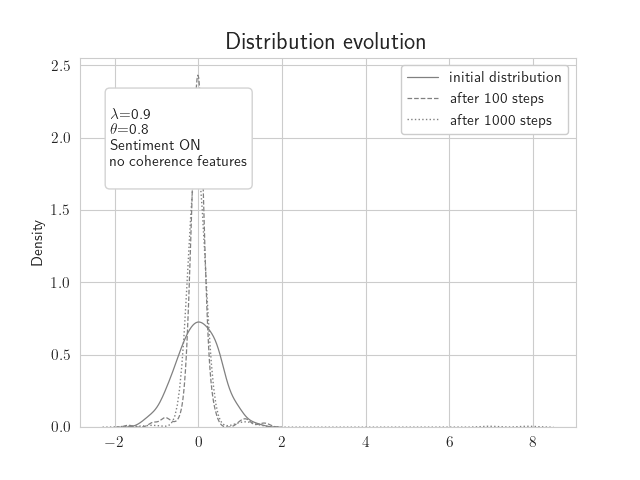 Distribution evolution
2.5
2.0
1.5
1.0
0.5
0.0
Density
λ=0.9
θ=0.8
Sentiment ON
no coherence features
initial distribution
after 100 steps
after 1000 steps
−2 0 2 4 6 8